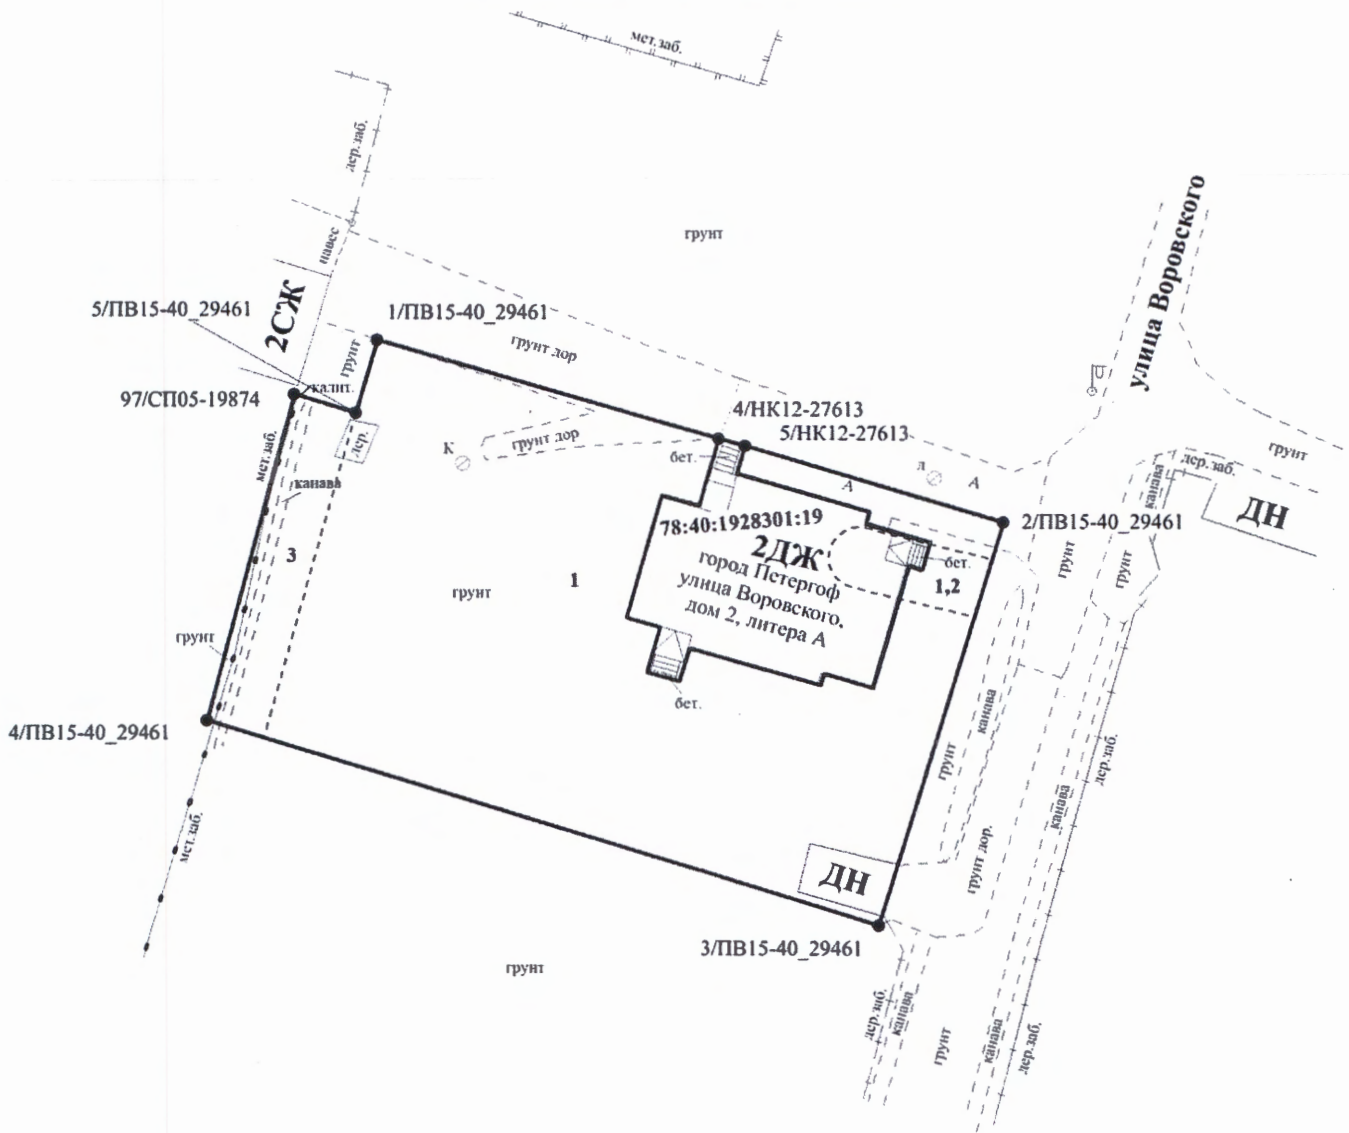 мет.заб.
дер.заб.
навес
грунт
улица Воровского
2СЖ
5/ПВ15-40_29461
1/ПВ15-40_29461
грунт
грунт дор
97/СП05-19874
калит.
4/НК12-27613
5/НК12-27613
дер.
К
грунт дор
бет.
л
А
А
грунт
мет.заб.
канава
дер. заб.
канава
ДН
78:40:1928301:19
2/ПВ15-40_29461
2ДЖ
город Петергоф
улица Воровского,
дом 2, литера А
бет.
1,2
грунт
грунт
3
1
грунт
грунт
бет.
4/ПВ15-40_29461
канава
грунт
дер.заб.
канава
мет.заб.
ДН
грунт дор.
3/ПВ15-40_29461
грунт
дер.заб.
канава
грунт
канава
дер.заб.